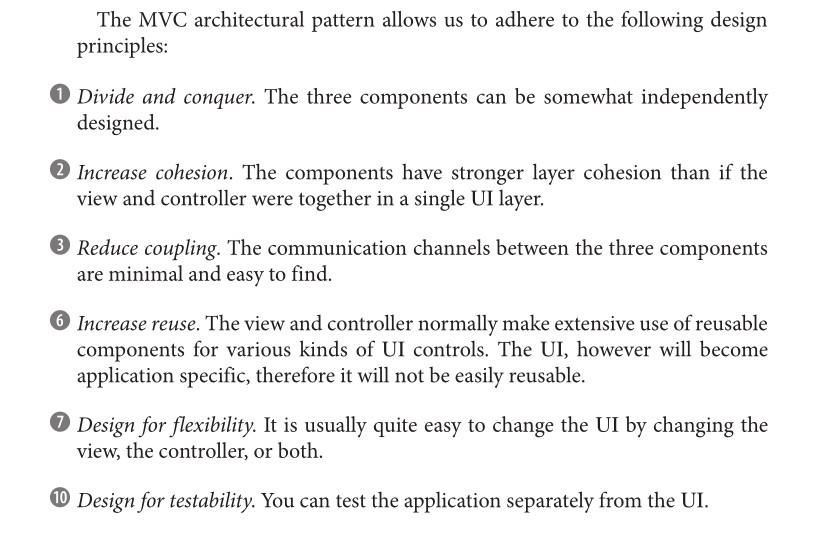 The MVC architectural pattern allows us to adhere to the following design
principles:
1 Divide and conquer. The three components can be somewhat independently
designed.
2 Increase cohesion. The components have stronger layer cohesion than if the
view and controller were together in a single UI layer.
3 Reduce coupling. The communication channels between the three components
are minimal and easy to find.
6 Increase reuse. The view and controller normally make extensive use of reusable
components for various kinds of UI controls. The UI, however will become
application specific, therefore it will not be easily reusable.
7 Design for flexibility. It is usually quite easy to change the UI by changing the
view, the controller, or both.
10 Design for testability. You can test the application separately from the UI.